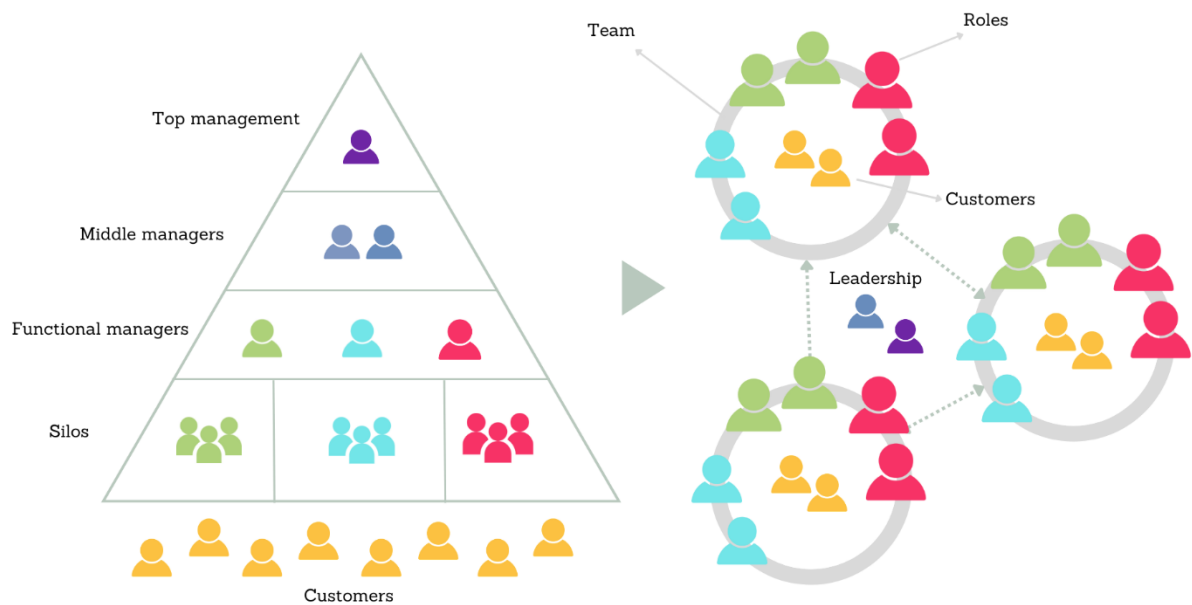 Top management
Middle managers
Functional managers
Silos
Customers
Team
Roles
Customers
Leadership